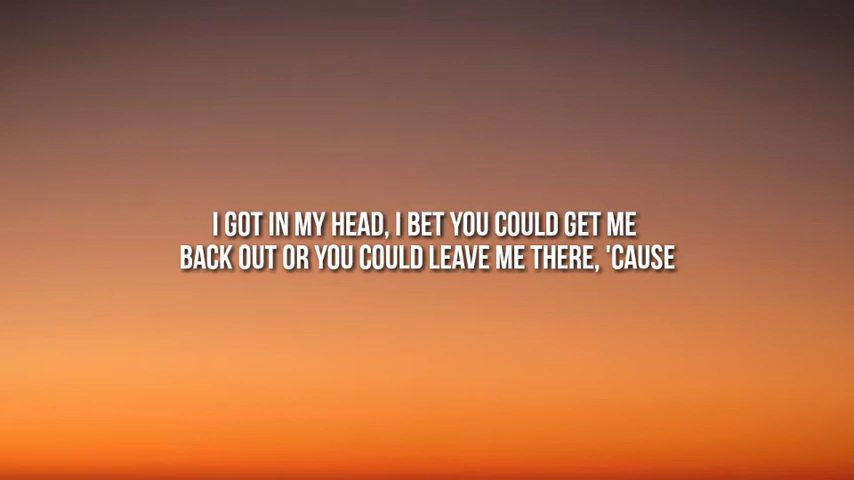 I GOT IN MY HEAD, I BET YOU COULD GET ME
BACK OUT OR YOU COULD LEAVE ME THERE, 'CAUSE